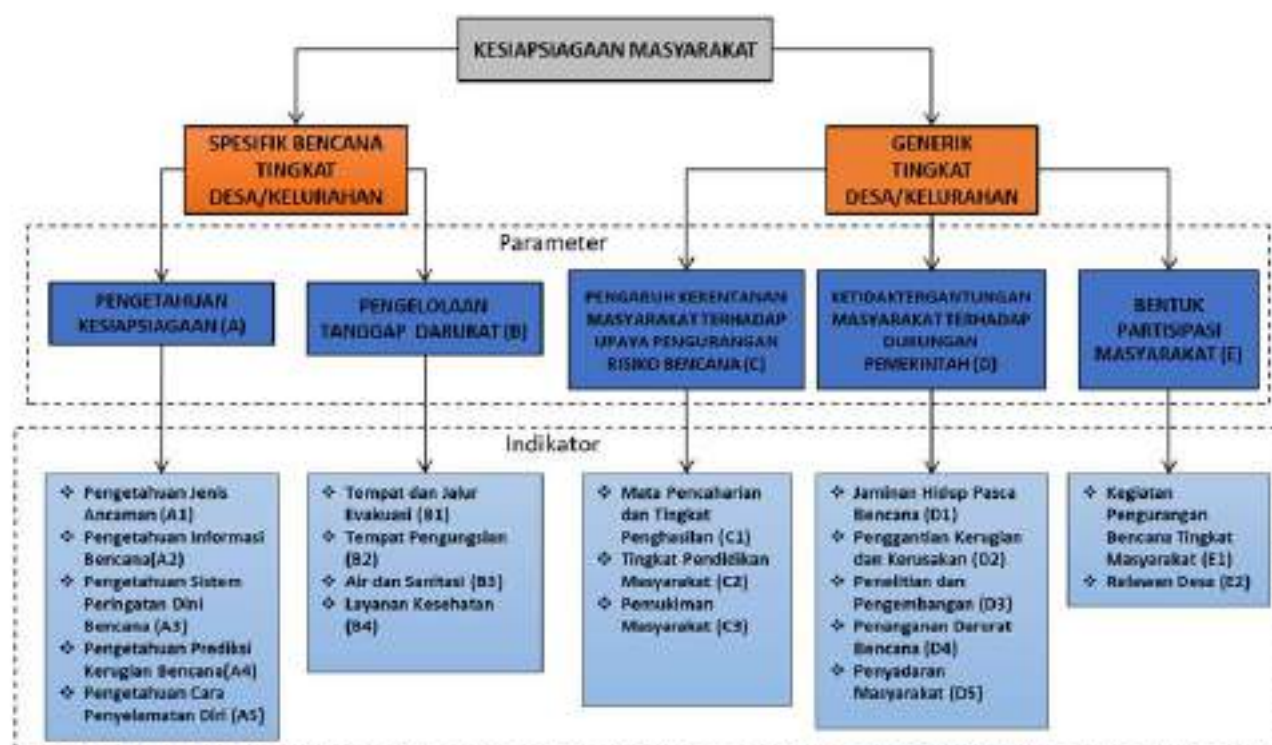 KESIAPSIAGAAN MASYARAKAT
SPESIFIK BENCANA
TINGKAT
DESA/KELURAHAN
GENERIK
TINGKAT
DESA/KELURAHAN
Parameter
PENGETAHUAN
KESIAPSIAGAAN (A)
PENGELOLAAN
TANGGAP DARURAT (B)
PENGARUH KERENTANAN
MASYARAKAT TERHADAP
UPAYA PENGURANGAN
RISIKO BENCANA (C)
KETIDAKTERGANTUNGAN
MASYARAKAT TERHADAP
DUKUNGAN
PEMERINTAH (D)
BENTUK
PARTISIPASI
MASYARAKAT (E)
Indikator
❖ Pengetahuan Jenis
Ancaman (A1)
❖ Pengetahuan Informasi
Bencana(A2)
❖ Pengetahuan Sistem
Peringatan Dini
Bencana (A3)
❖ Pengetahuan Prediksi
Kerugian Bencana(A4)
❖ Pengetahuan Cara
Penyelamatan Diri (A5)
❖ Tempat dan Jalur
Evakuasi (B1)
❖ Tempat Pengungsian
(B2)
❖ Air dan Sanitasi (B3)
❖ Layanan Kesehatan
(B4)
❖ Mata Pencaharian
dan Tingkat
Penghasilan (C1)
❖ Tingkat Pendidikan
Masyarakat (C2)
❖ Pemukiman
Masyarakat (C3)
❖ Jaminan Hidup Pasca
Bencana (D1)
❖ Penggantian Kerugian
dan Kerusakan (D2)
❖ Penelitian dan
Pengembangan (D3)
❖ Penanganan Darurat
Bencana (D4)
❖ Penyadaran
Masyarakat (D5)
❖ Kegiatan
Pengurangan
Bencana Tingkat
Masyarakat (E1)
❖ Relawan Desa (E2)